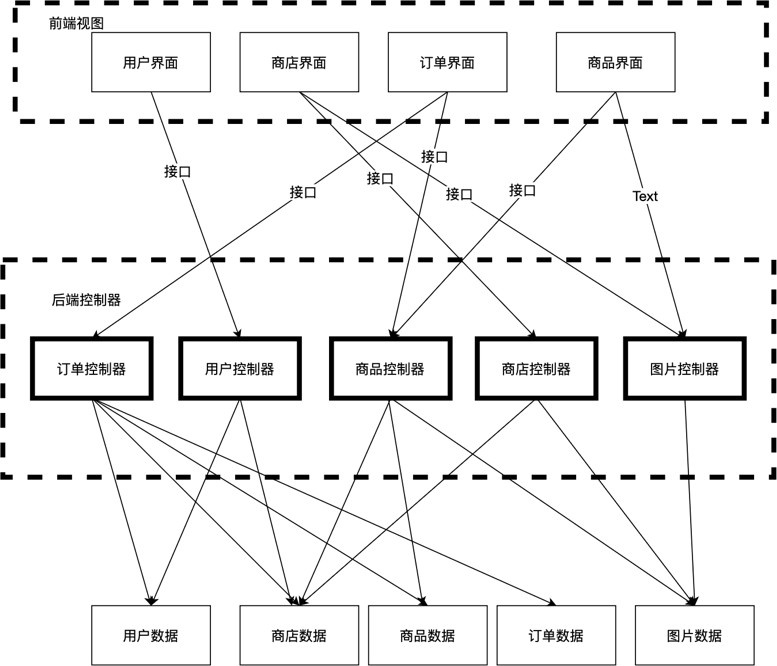 前端视图
用户界面
商店界面
订单界面
商品界面
接口
接口
接口
接口
接口
接口
Text
后端控制器
订单控制器
用户控制器
商品控制器
商店控制器
图片控制器
用户数据
商店数据
商品数据
订单数据
图片数据